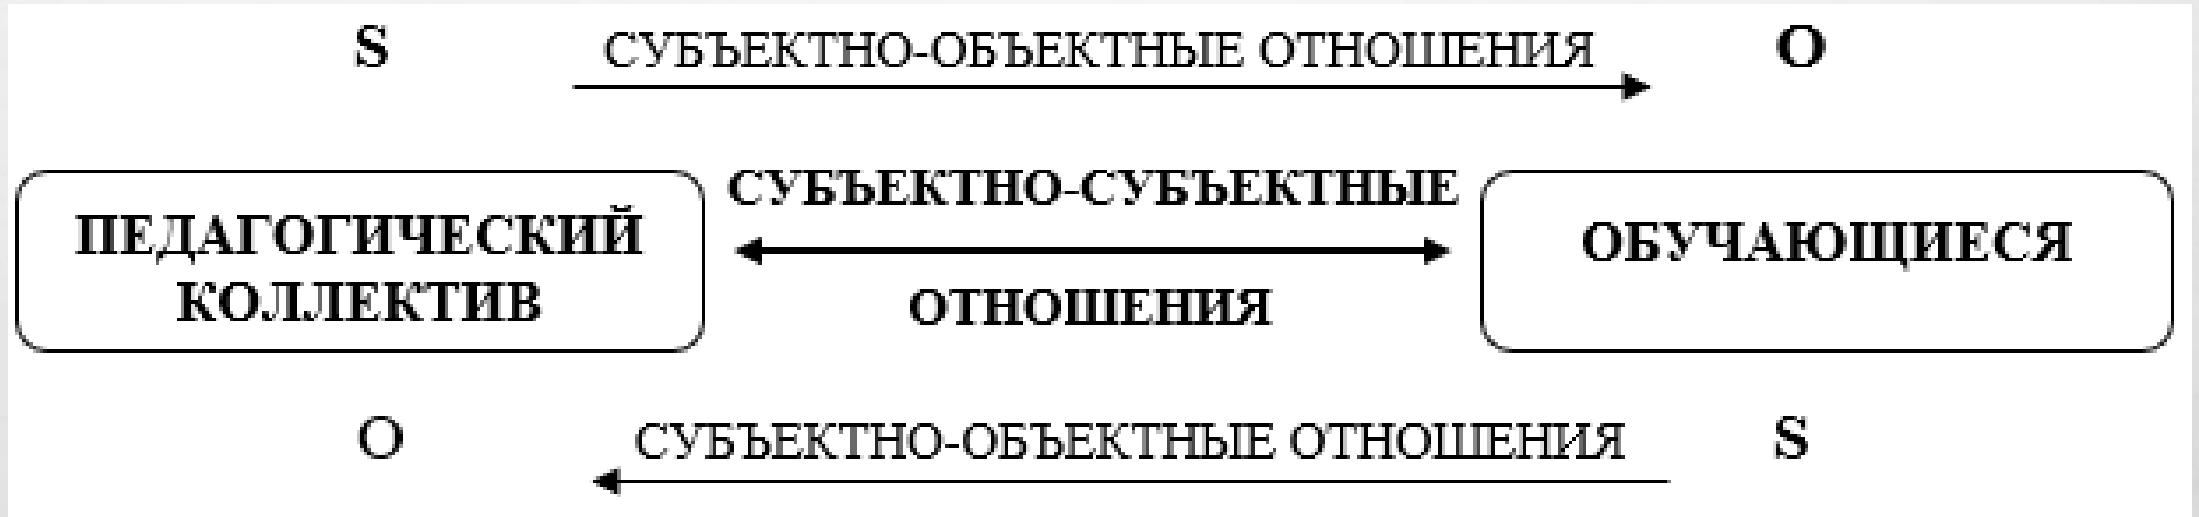 S СУБЪЕКТНО-ОБЪЕКТНЫЕ ОТНОШЕНИЯ O
ПЕДАГОГИЧЕСКИЙ
КОЛЛЕКТИВ
СУБЪЕКТНО-СУБЪЕКТНЫЕ
ОТНОШЕНИЯ
ОБУЧАЮЩИЕСЯ
O СУБЪЕКТНО-ОБЪЕКТНЫЕ ОТНОШЕНИЯ S